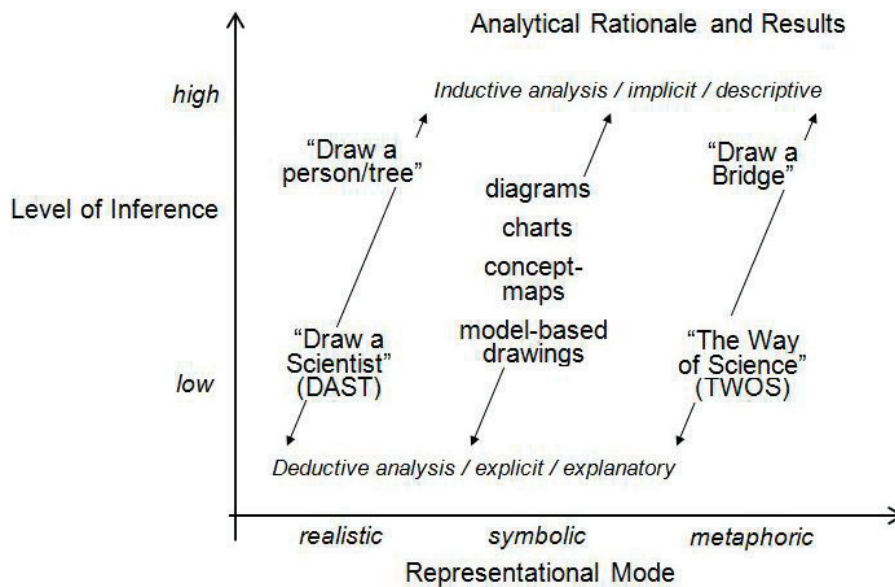 Analytical Rationale and Results
high
Inductive analysis / implicit / descriptive
“Draw a
person/tree”
“Draw a
Bridge”
Level of Inference
diagrams
charts
concept-
maps
model-based
drawings
“Draw a
Scientist”
(DAST)
“The Way
of Science”
(TWOS)
low
Deductive analysis / explicit / explanatory
realistic
symbolic
metaphoric
Representational Mode